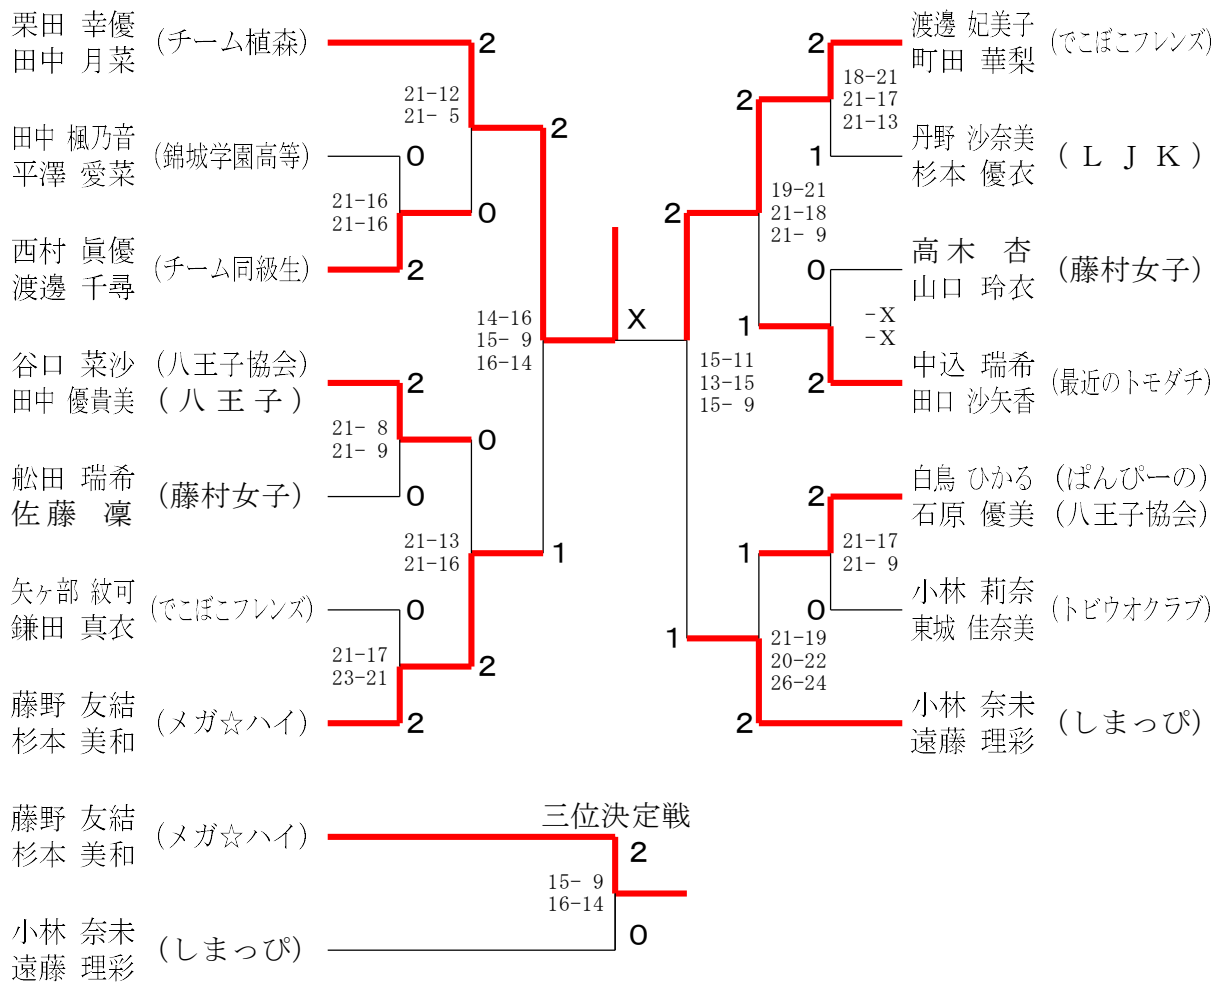 栗田 幸優
田中 月菜
(チーム植森)
2
21-12
21- 5
2
田中 楓乃音
平澤 愛菜
(錦城学園高等)
0
21-16
21-16
0
西村 眞優
渡邊 千尋
(チーム同級生)
2
14-16
15- 9
16-14
谷口 菜沙
田中 優貴美
(八王子協会)
(八王子)
2
21- 8
21- 9
0
舩田 瑞希
佐藤 凜
(藤村女子)
0
21-13
21-16
1
矢ヶ部 紋可
鎌田 真衣
(でこぼこフレンズ)
0
21-17
23-21
2
藤野 友結
杉本 美和
(メガ☆ハイ)
2
X
渡邊 妃美子
町田 華梨
(でこぼこフレンズ)
2
18-21
21-17
21-13
2
丹野 沙奈美
杉本 優衣
(LJK)
1
19-21
21-18
21- 9
2
高木 杏
山口 玲衣
(藤村女子)
0
-X
-X
1
中込 瑞希
田口 沙矢香
(最近のトモダチ)
2
15-11
13-15
15- 9
白鳥 ひかる
石原 優美
(ぱんぴーの)
(八王子協会)
2
21-17
21- 9
1
小林 莉奈
東城 佳奈美
(トビウオクラブ)
0
21-19
20-22
26-24
1
小林 奈未
遠藤 理彩
(しまっぴ)
2
三位決定戦
藤野 友結
杉本 美和
(メガ☆ハイ)
2
15- 9
16-14
小林 奈未
遠藤 理彩
(しまっぴ)
0